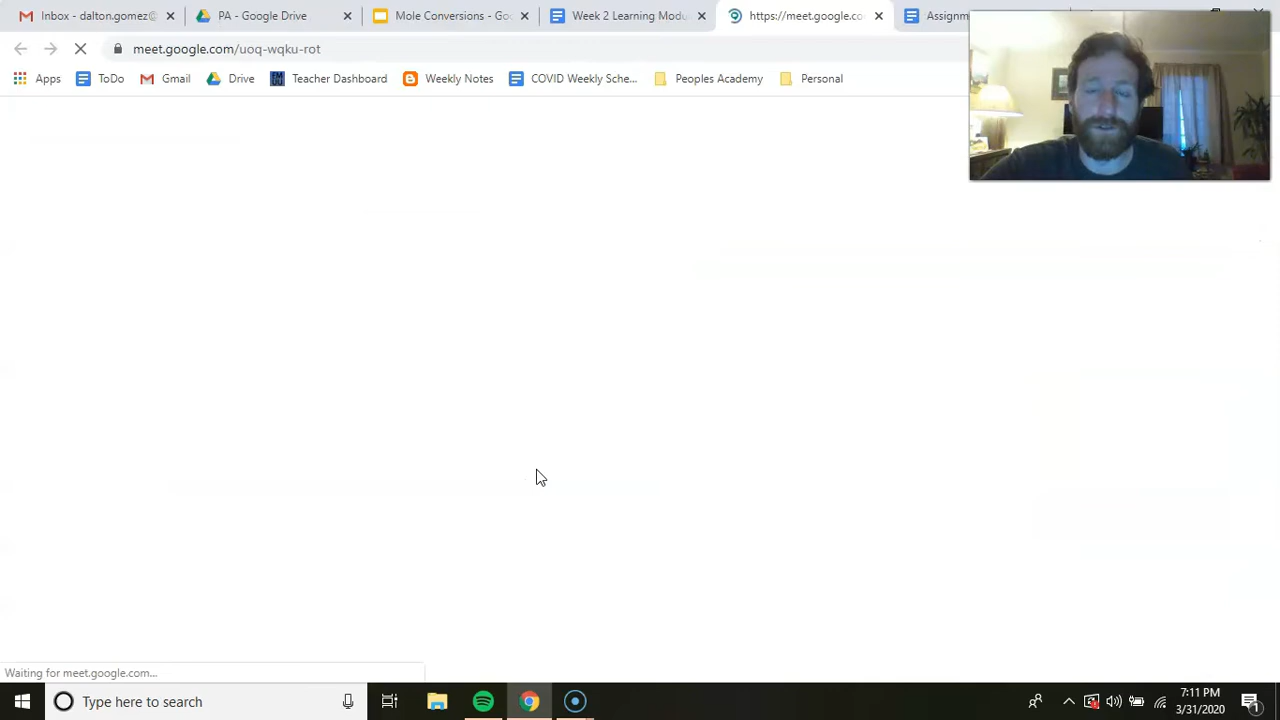 Inbox - dalton.gomez@
PA - Google Drive
Mole Conversions - Go
Week 2 Learning Modu
https://meet.google.co
Assignm
meet.google.com/uoq-wqku-rot
Apps
ToDo
Gmail
Drive
Teacher Dashboard
Weekly Notes
COVID Weekly Sche...
Peoples Academy
Personal
Waiting for meet.google.com...
Type here to search
7:11 PM
3/31/2020
1